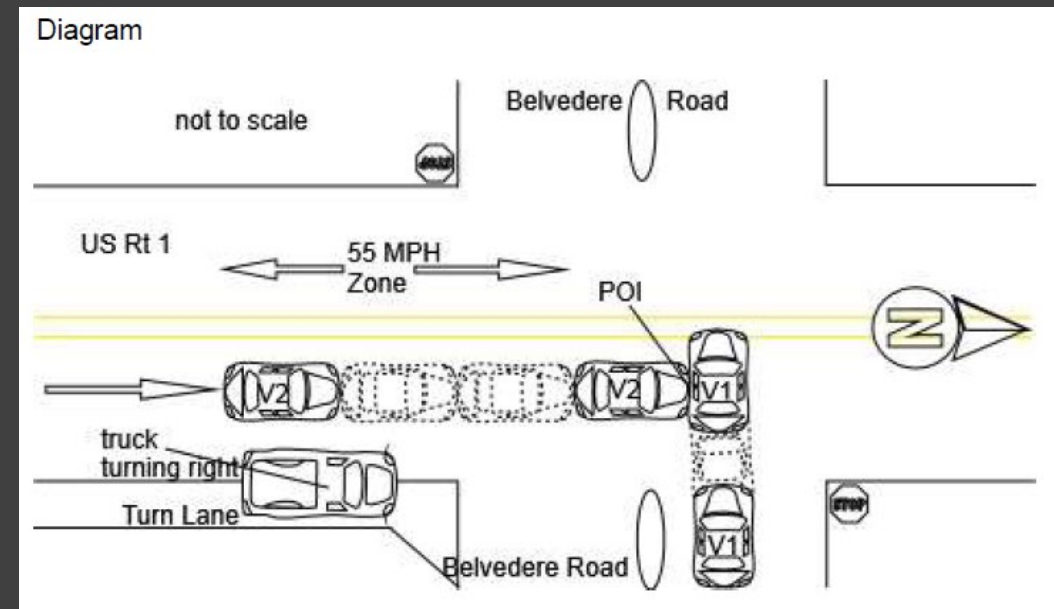 Diagram
not to scale
STOP
Belvedere Road
US Rt 1
55 MPH
Zone
POI
N
V2
V2
V1
truck
turning right
Turn Lane
STOP
V1
Belvedere Road